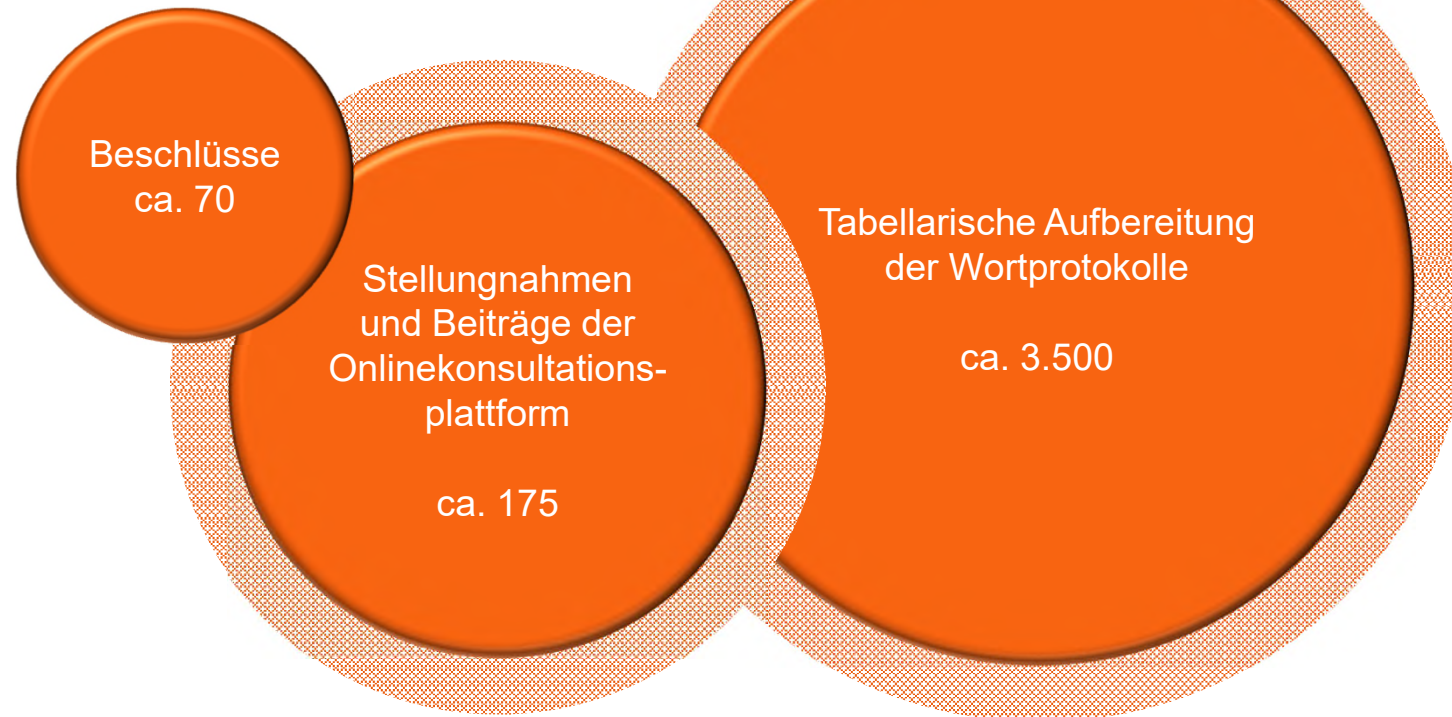 Beschlüsse
ca. 70
Stellungnahmen
und Beiträge der
Onlinekonsultations-
plattform
ca. 175
Tabellarische Aufbereitung
der Wortprotokolle
ca. 3.500